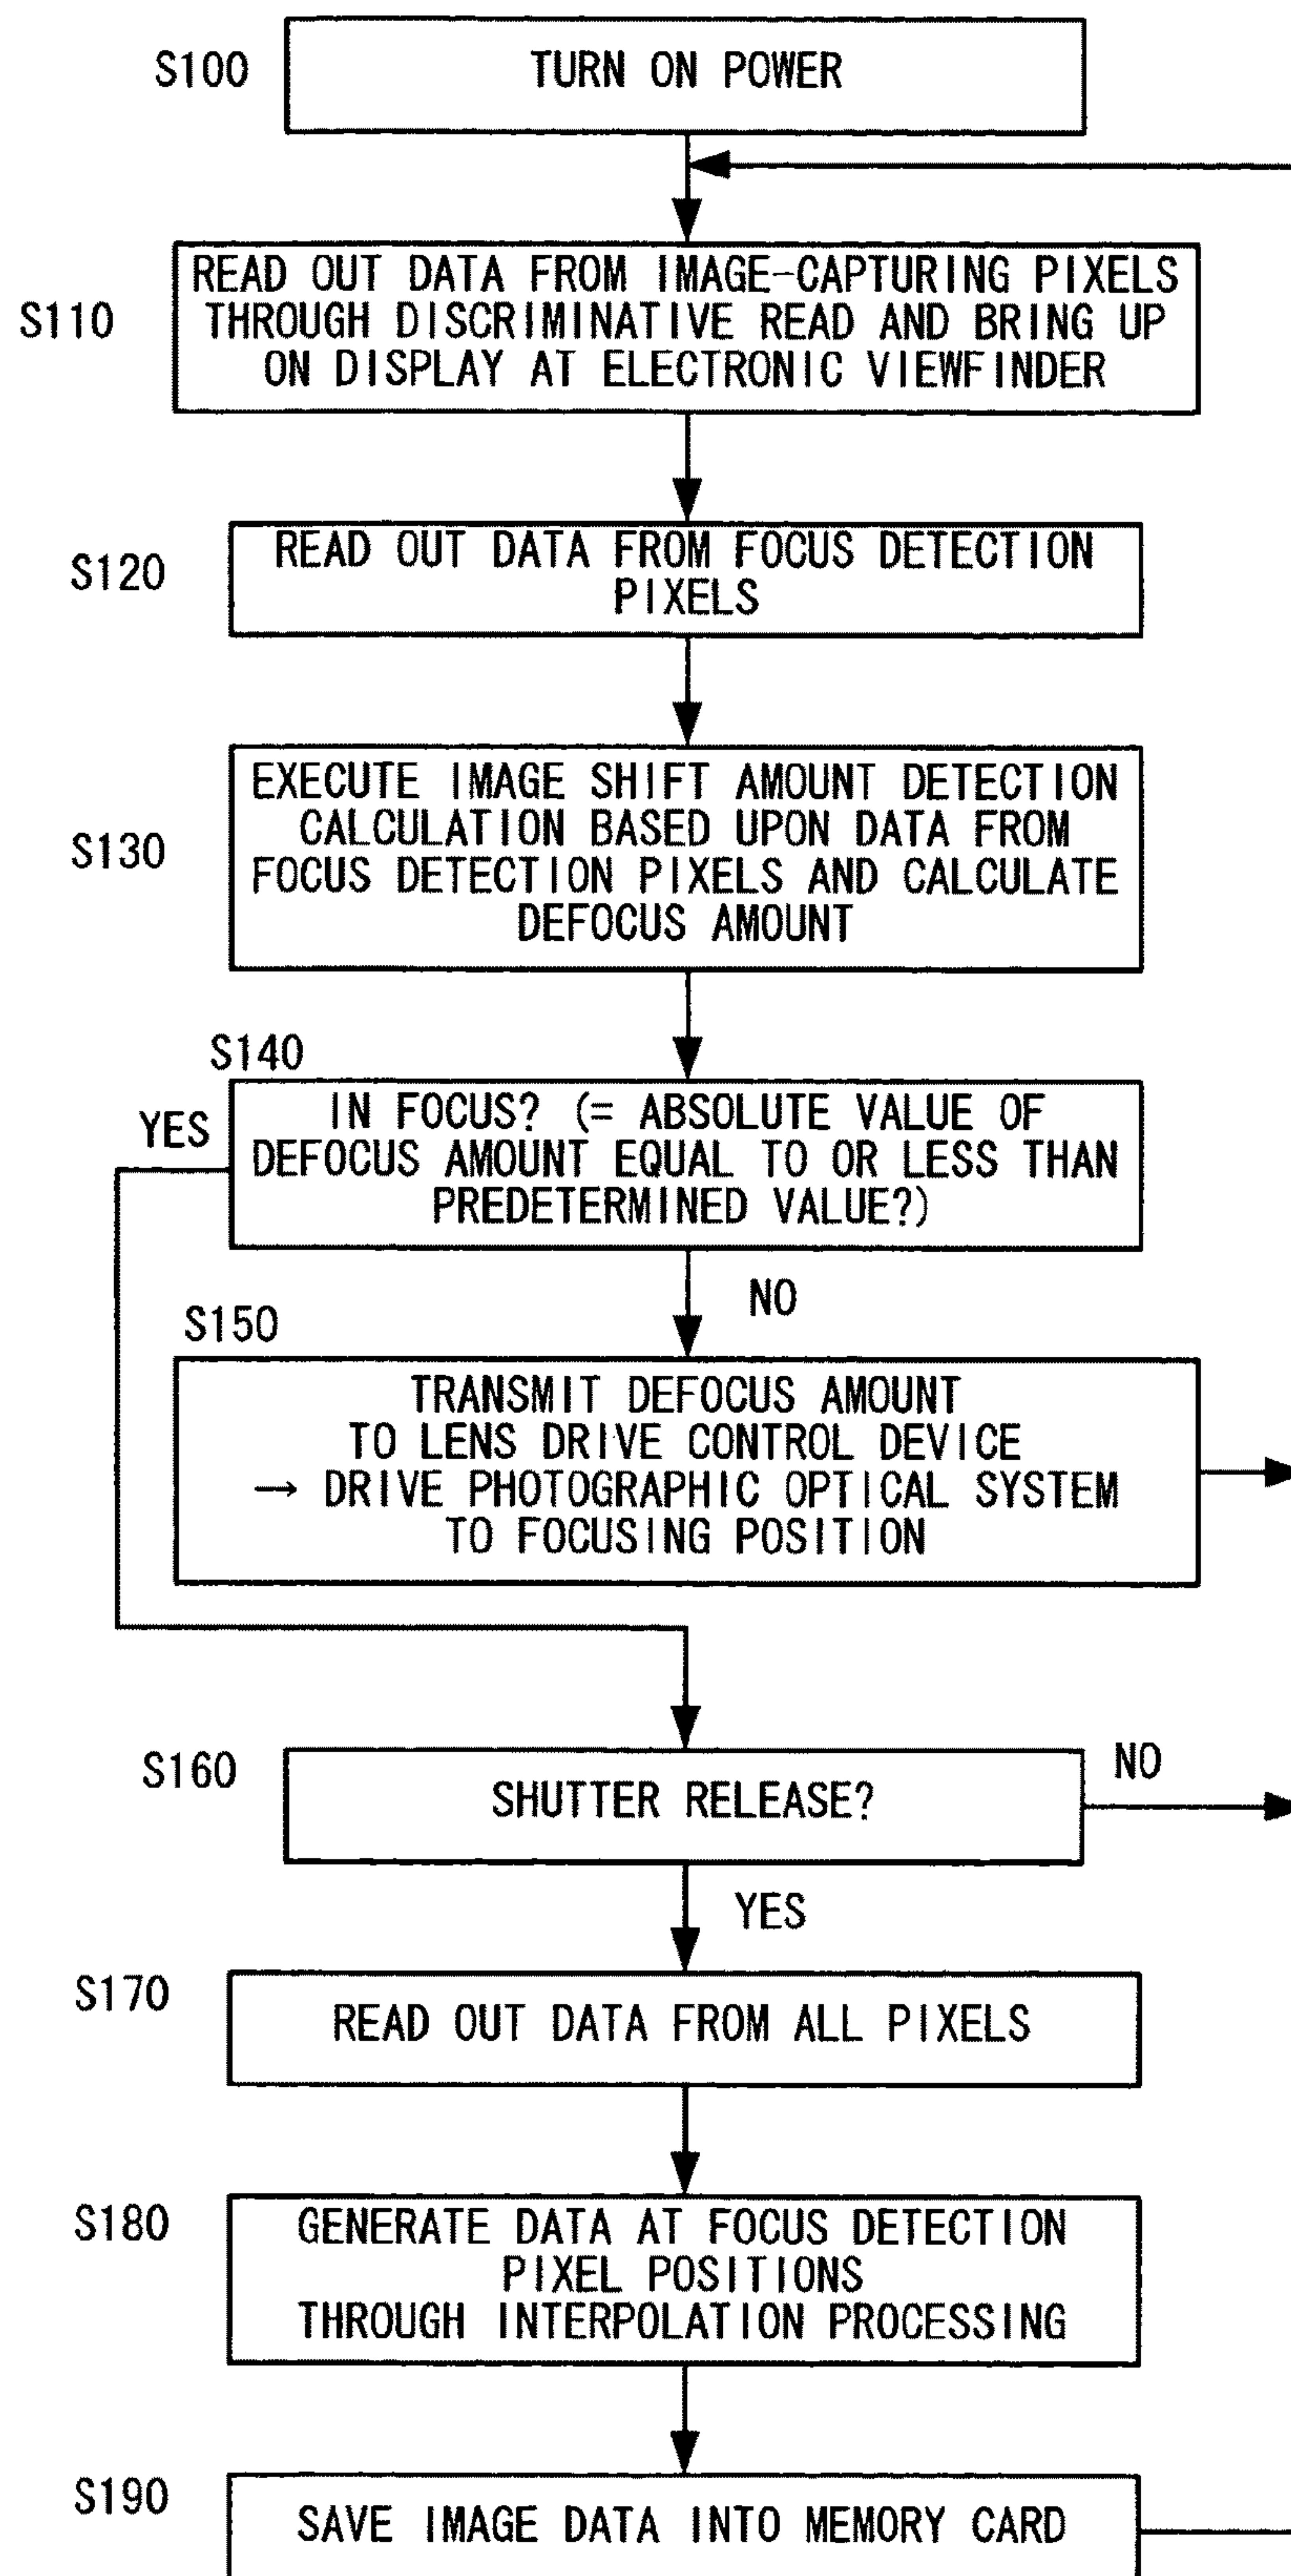 S100
TURN ON POWER
S110
READ OUT DATA FROM IMAGE-CAPTURING PIXELS
THROUGH DISCRIMINATIVE READ AND BRING UP
ON DISPLAY AT ELECTRONIC VIEWFINDER
S120
READ OUT DATA FROM FOCUS DETECTION
PIXELS
S130
EXECUTE IMAGE SHIFT AMOUNT DETECTION
CALCULATION BASED UPON DATA FROM
FOCUS DETECTION PIXELS AND CALCULATE
DEFOCUS AMOUNT
S140
YES
IN FOCUS? (= ABSOLUTE VALUE OF
DEFOCUS AMOUNT EQUAL TO OR LESS THAN
PREDETERMINED VALUE?)
NO
S150
TRANSMIT DEFOCUS AMOUNT
TO LENS DRIVE CONTROL DEVICE
→ DRIVE PHOTOGRAPHIC OPTICAL SYSTEM
TO FOCUSING POSITION
S160
SHUTTER RELEASE?
NO
YES
S170
READ OUT DATA FROM ALL PIXELS
S180
GENERATE DATA AT FOCUS DETECTION
PIXEL POSITIONS
THROUGH INTERPOLATION PROCESSING
S190
SAVE IMAGE DATA INTO MEMORY CARD